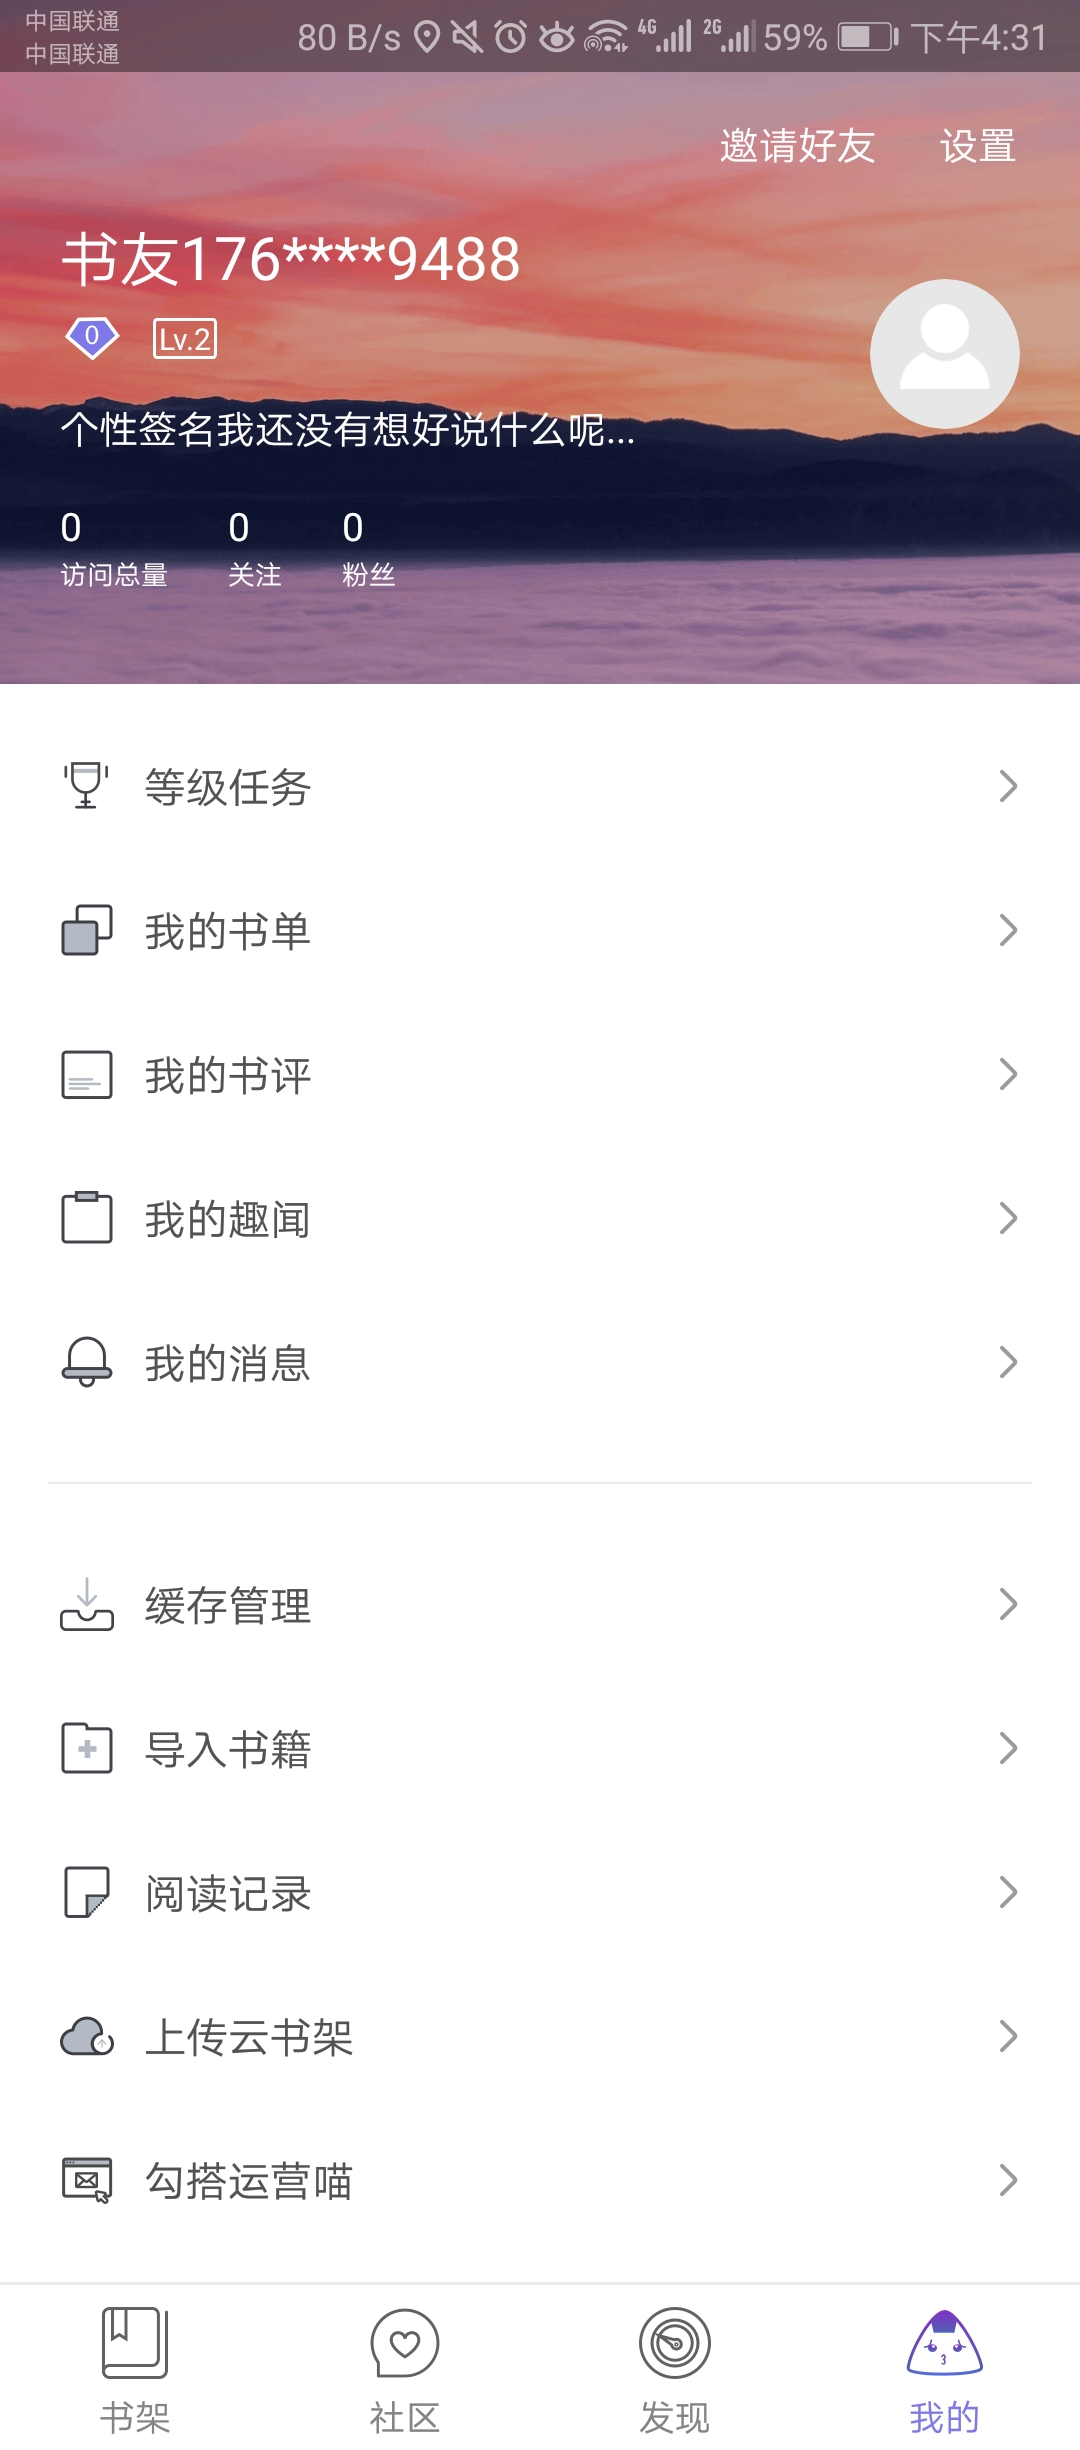 中国联通
中国联通
80 B/s 4G 2G 59% 下午4:31
邀请好友 设置
书友176****9488
0 Lv.2
个性签名我还没有想好说什么呢...
0 0 0
访问总量 关注 粉丝
等级任务
我的书单
我的书评
我的趣闻
我的消息
缓存管理
导入书籍
阅读记录
上传云书架
勾搭运营喵
书架 社区 发现 我的